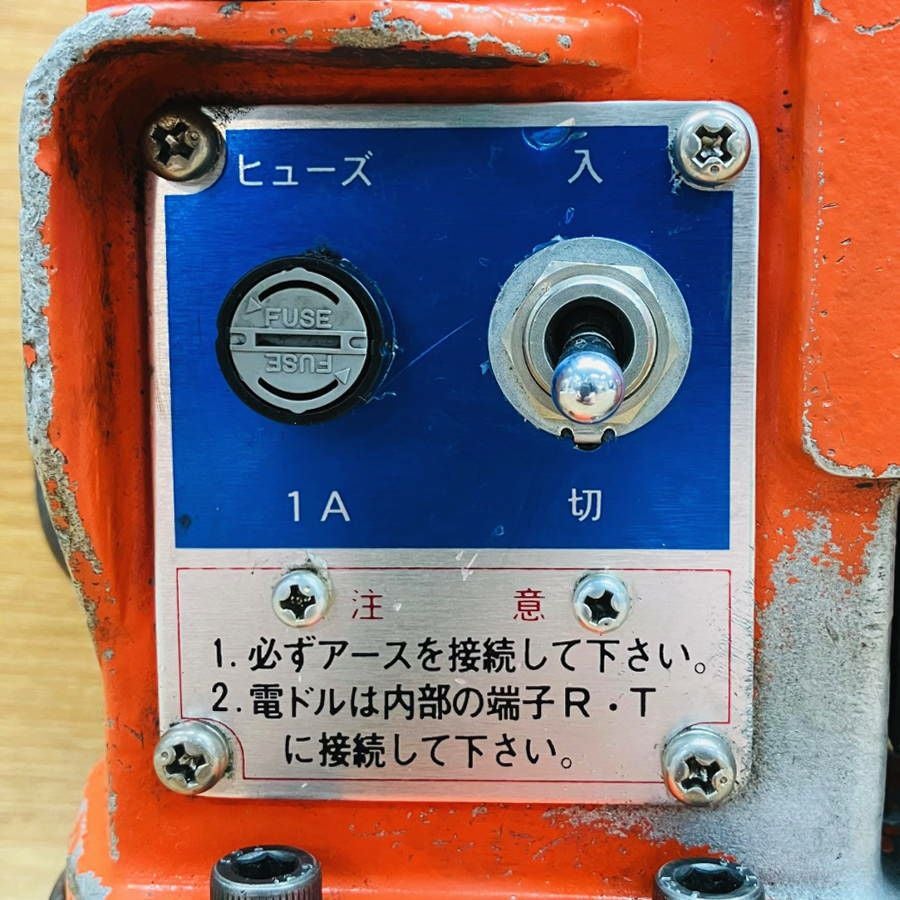 ヒューズ 入
FUSE
FUSE
1A 切
注意
1. 必ずアースを接続して下さい。
2. 電ドルは内部の端子R・T
に接続して下さい。